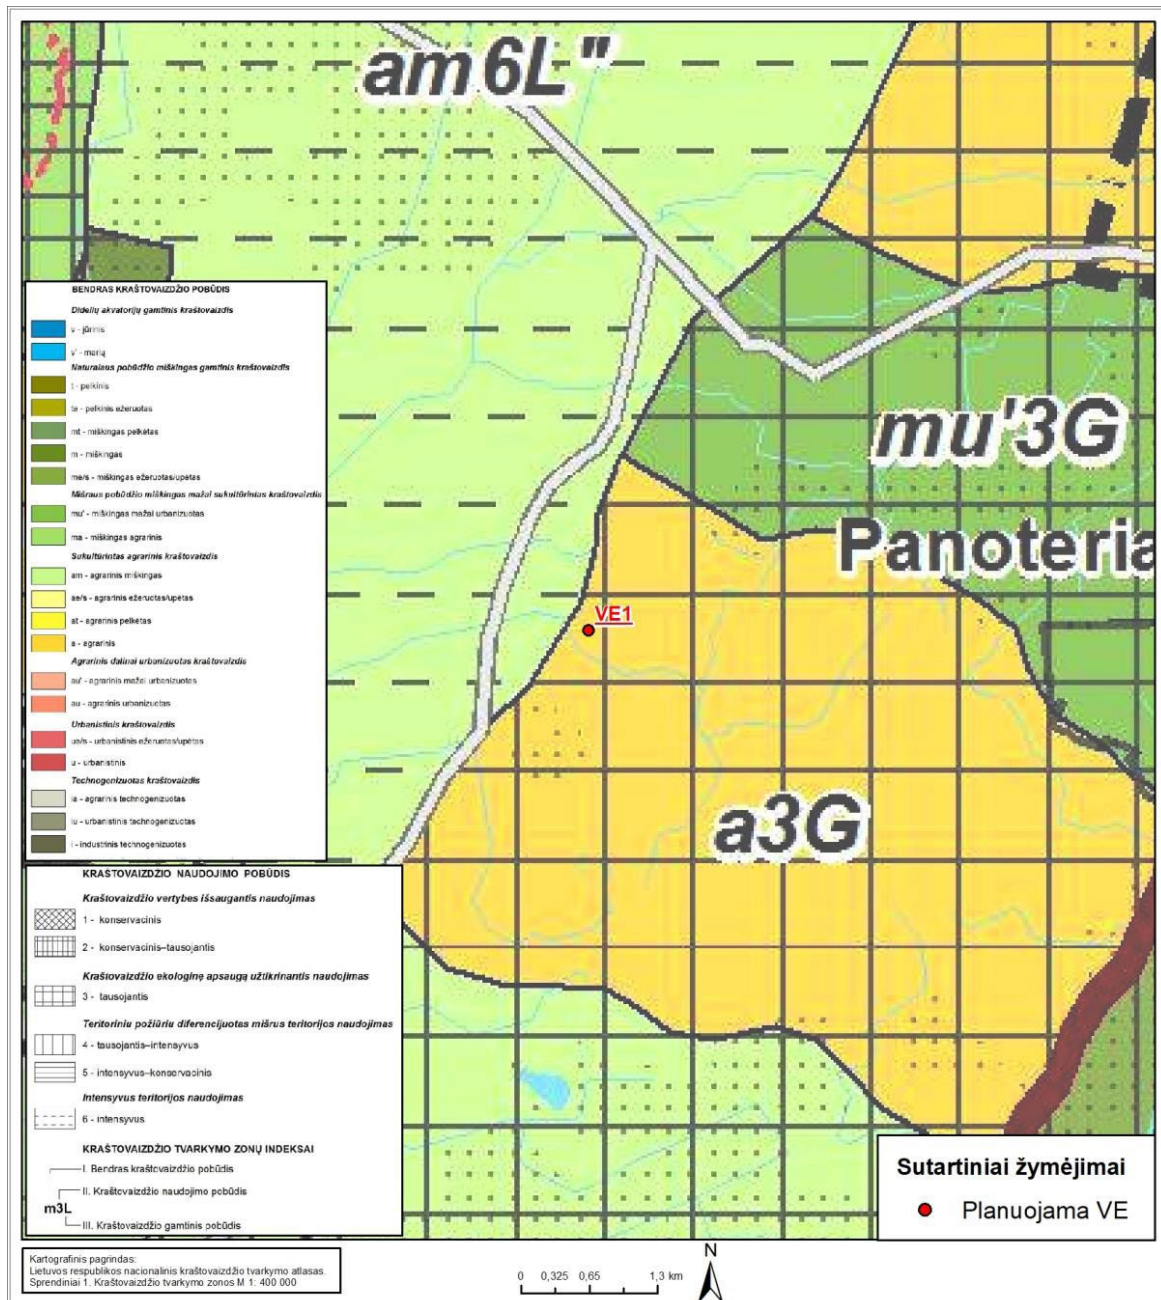 am 6L"
mu'3G
Panoteria
VE1
a3G
BENDRAS KRAŠTOVAIZDŽIO POBŪDIS
Didelių akvatorijų gamtinis kraštovaizdis
v - jūrinis
v' - marių
Natūralaus pobūdžio miškingas gamtinis kraštovaizdis
t - pelkinis
te - pelkinis ežeruotas
mt - miškingas pelkėtas
m - miškingas
me/s - miškingas ežeruotas/upėtas
Mišraus pobūdžio miškingas mažai sukultūrintas kraštovaizdis
mu' - miškingas mažai urbanizuotas
ma - miškingas agrarinis
Sukultūrintas agrarinis kraštovaizdis
am - agrarinis miškingas
ae/s - agrarinis ežeruotas/upėtas
at - agrarinis pelkėtas
a - agrarinis
Agrarinis dalinai urbanizuotas kraštovaizdis
au' - agrarinis mažai urbanizuotas
au - agrarinis urbanizuotas
Urbanistinis kraštovaizdis
ue/s - urbanistinis ežeruotas/upėtas
u - urbanistinis
Technogenizuotas kraštovaizdis
ia - agrarinis technogenizuotas
iu - urbanistinis technogenizuotas
i - industrinis technogenizuotas
KRAŠTOVAIZDŽIO NAUDOJIMO POBŪDIS
Kraštovaizdžio vertybes išsaugantis naudojimas
1 - konservacinis
2 - konservacinis–tausojantis
Kraštovaizdžio ekologinę apsaugą užtikrinantis naudojimas
3 - tausojantis
Teritoriniu požiūriu diferencijuotas mišrus teritorijos naudojimas
4 - tausojantis–intensyvus
5 - intensyvus–konservacinis
Intensyvus teritorijos naudojimas
6 - intensyvus
KRAŠTOVAIZDŽIO TVARKYMO ZONŲ INDEKSAI
I. Bendras kraštovaizdžio pobūdis
II. Kraštovaizdžio naudojimo pobūdis
m3L
III. Kraštovaizdžio gamtinis pobūdis
Sutartiniai žymėjimai
Planuojama VE
Kartografinis pagrindas:
Lietuvos respublikos nacionalinis kraštovaizdžio tvarkymo atlasas.
Sprendiniai 1. Kraštovaizdžio tvarkymo zonos M 1: 400 000
0 0,325 0,65 1,3 km
N